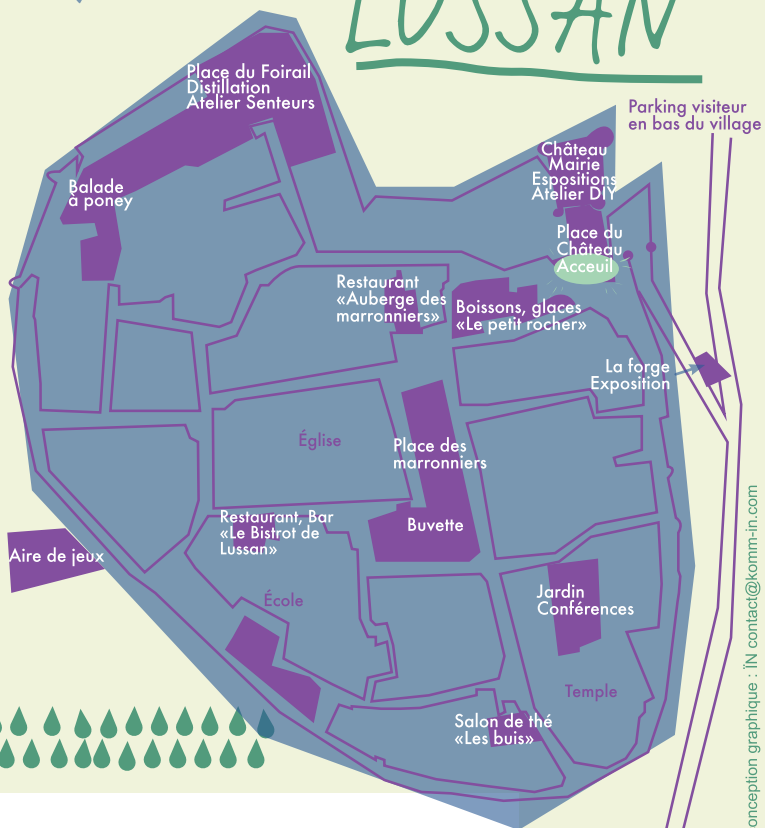 LUSSAN
Place du Foirail
Distillation
Atelier Senteurs
Parking visiteur
en bas du village
Château
Mairie
Espositions
Atelier DIY
Balade
à poney
Place du
Château
Acceuil
Restaurant
«Auberge des
marronniers»
Boissons, glaces
«Le petit rocher»
La forge
Exposition
Église
Place des
marronniers
Restaurant, Bar
«Le Bistrot de
Lussan»
Buvette
Aire de jeux
École
Jardin
Conférences
Temple
Salon de thé
«Les buis»
onception graphique : ÏN contact@komm-in.com